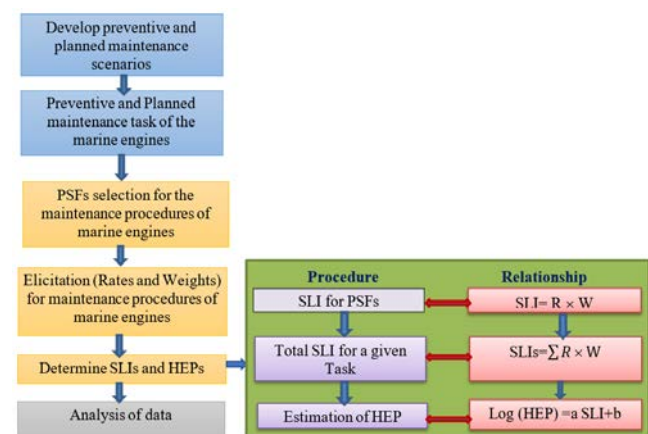 Develop preventive and
planned maintenance
scenarios
Preventive and Planned
maintenance task of the
marine engines
PSFs selection for the
maintenance procedures of
marine engines
Elicitation (Rates and Weights)
for maintenance procedures of
marine engines
Determine SLIs and HEPs
Analysis of data
Procedure
Relationship
SLI for PSFs
SLI= R × W
Total SLI for a given
Task
SLIs=∑ R × W
Estimation of HEP
Log (HEP) =a SLI+b